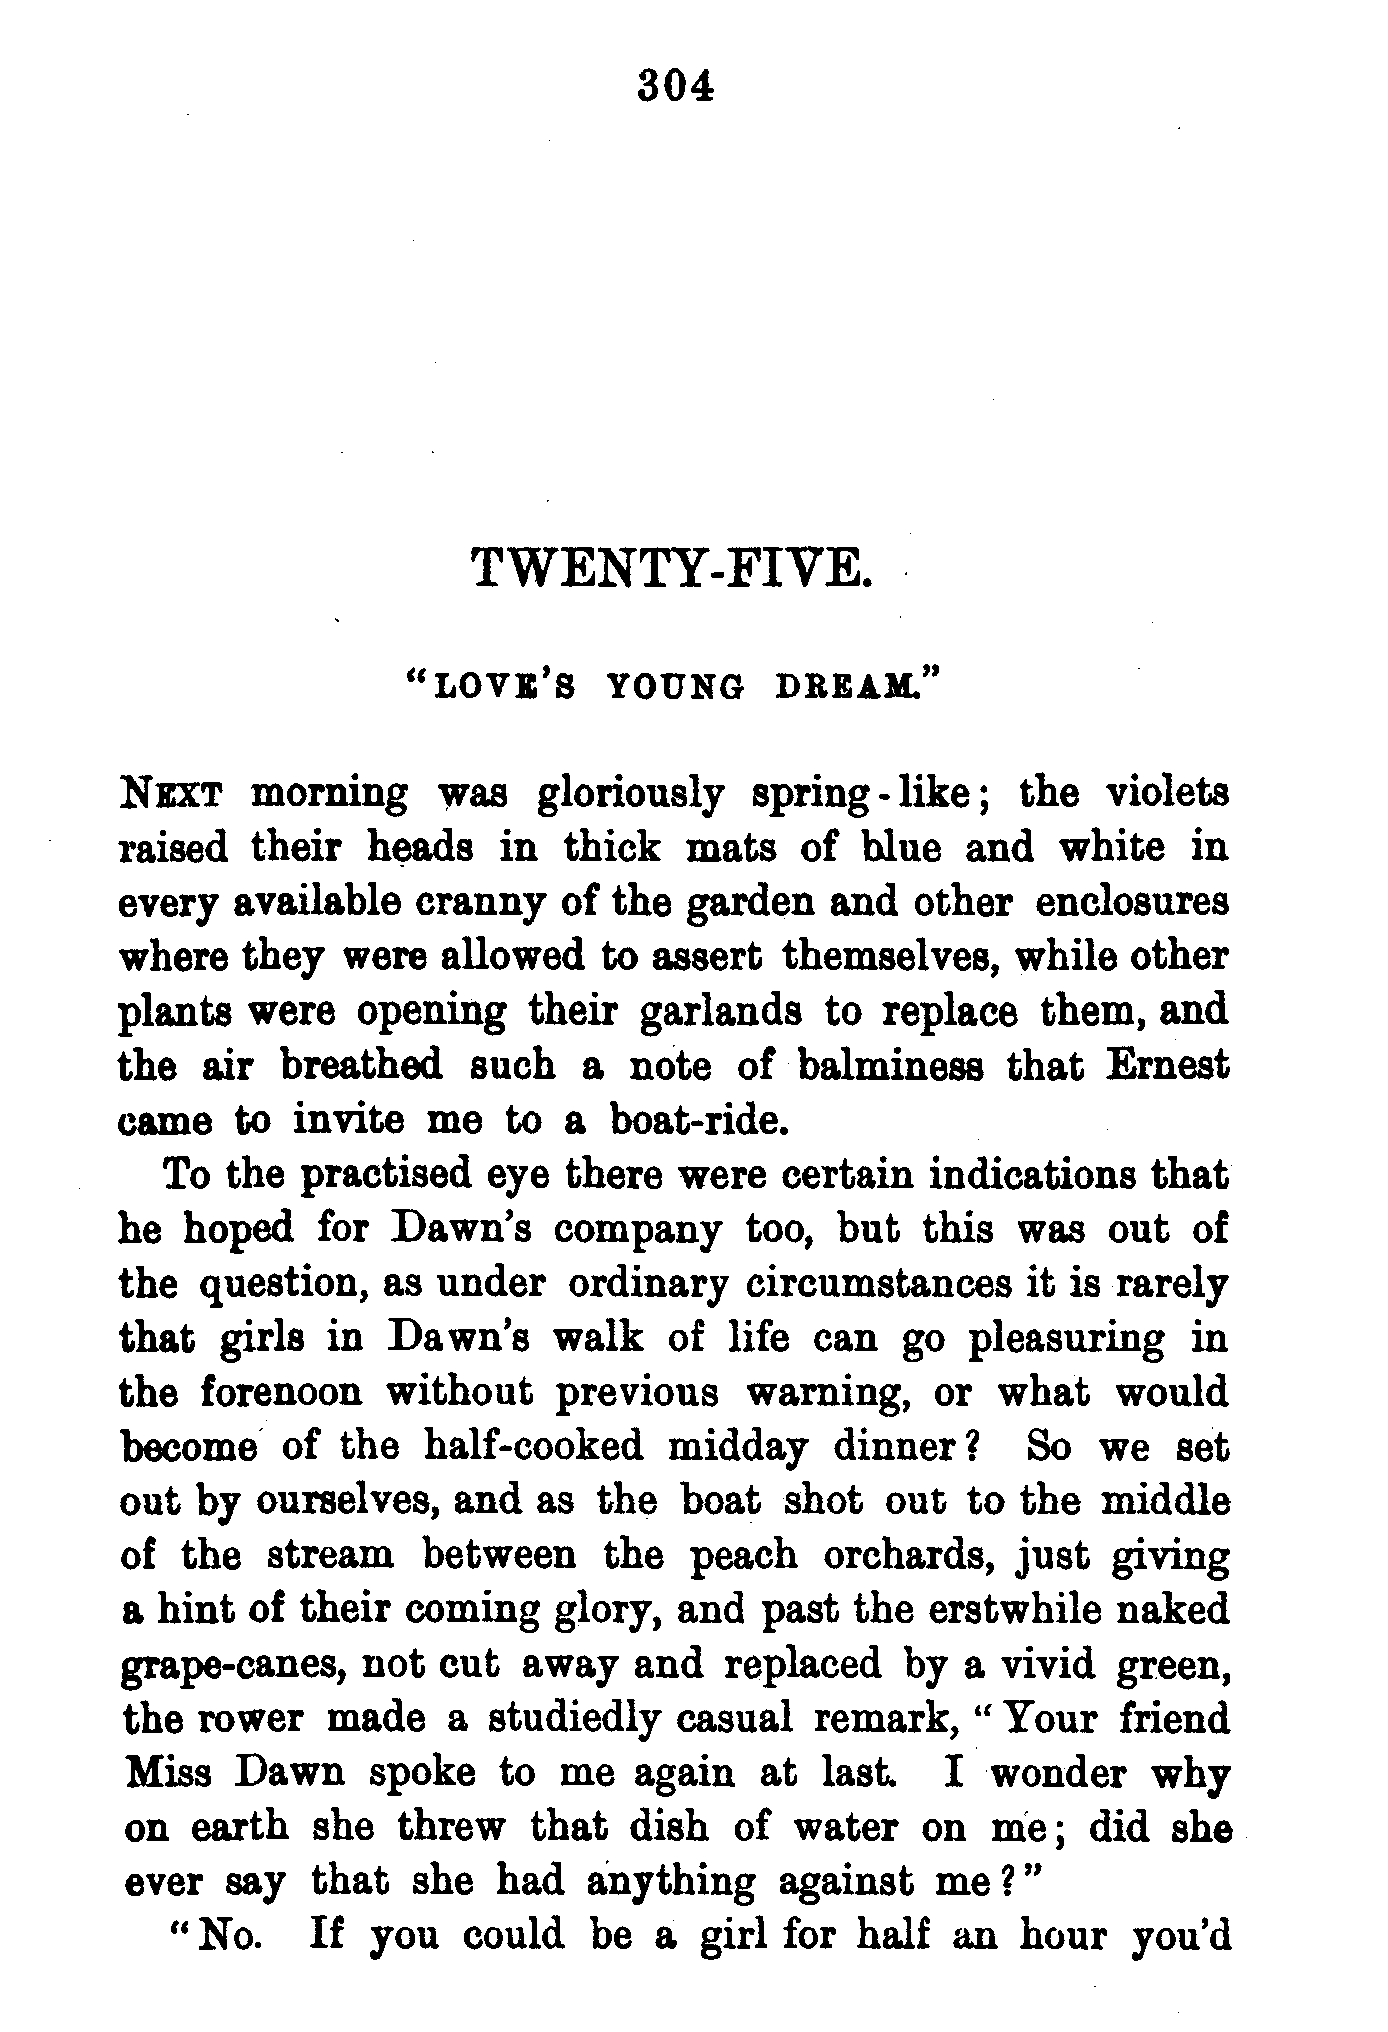 304
TWENTY-FIVE.
"LOVE'S YOUNG DREAM."
NEXT morning was gloriously spring-like; the violets
raised their heads in thick mats of blue and white in
every available cranny of the garden and other enclosures
where they were allowed to assert themselves, while other
plants were opening their garlands to replace them, and
the air breathed such a note of balminess that Ernest
came to invite me to a boat-ride.
To the practised eye there were certain indications that
he hoped for Dawn's company too, but this was out of
the question, as under ordinary circumstances it is rarely
that girls in Dawn's walk of life can go pleasuring in
the forenoon without previous warning, or what would
become of the half-cooked midday dinner? So we set
out by ourselves, and as the boat shot out to the middle
of the stream between the peach orchards, just giving
a hint of their coming glory, and past the erstwhile naked
grape-canes, not cut away and replaced by a vivid green,
the rower made a studiedly casual remark, "Your friend
Miss Dawn spoke to me again at last. I wonder why
on earth she threw that dish of water on me; did she
ever say that she had anything against me?"
"No. If you could be a girl for half an hour you'd